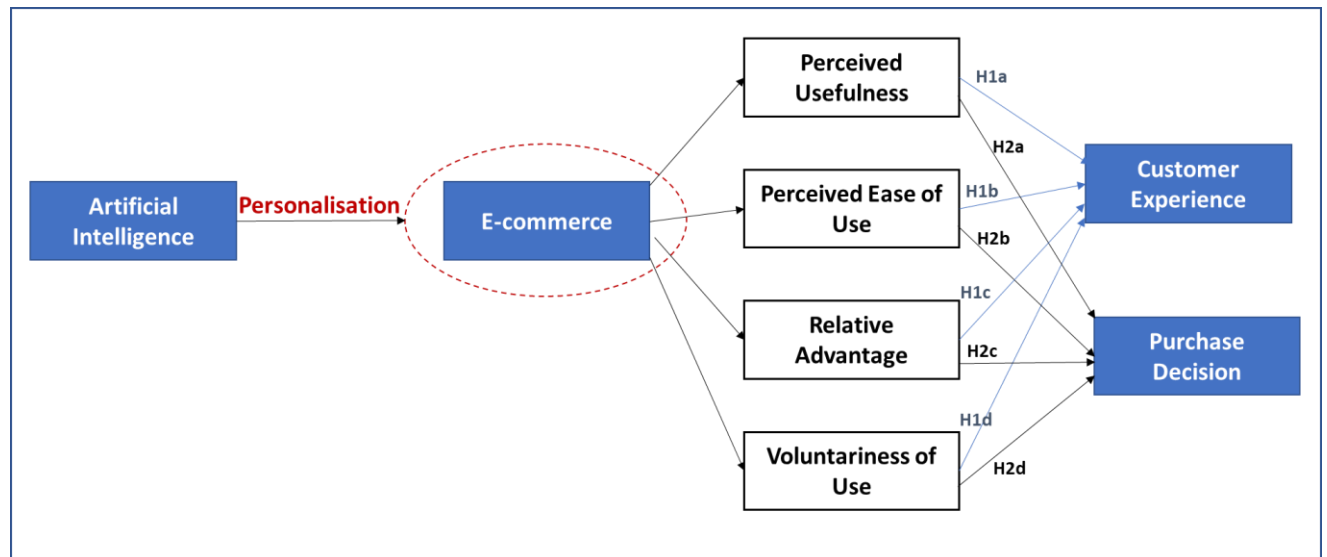 Artificial
Intelligence
Personalisation
E-commerce
Perceived
Usefulness
Perceived Ease of
Use
Relative
Advantage
Voluntariness of
Use
H1a
H2a
H1b
H2b
H1c
H2c
H1d
H2d
Customer
Experience
Purchase
Decision